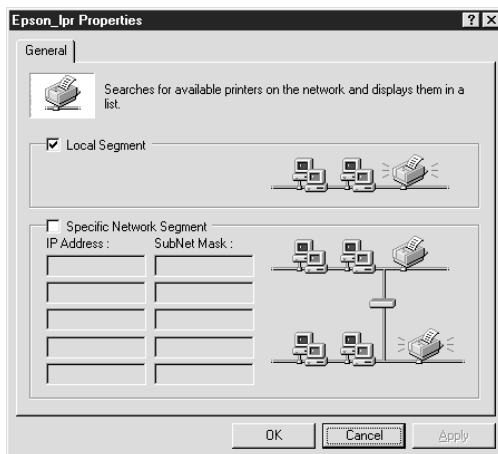 Epson_lpr Properties
General
Searches for available printers on the network and displays them in a
list.
Local Segment
Specific Network Segment
IP Address : SubNet Mask :
OK Cancel Apply